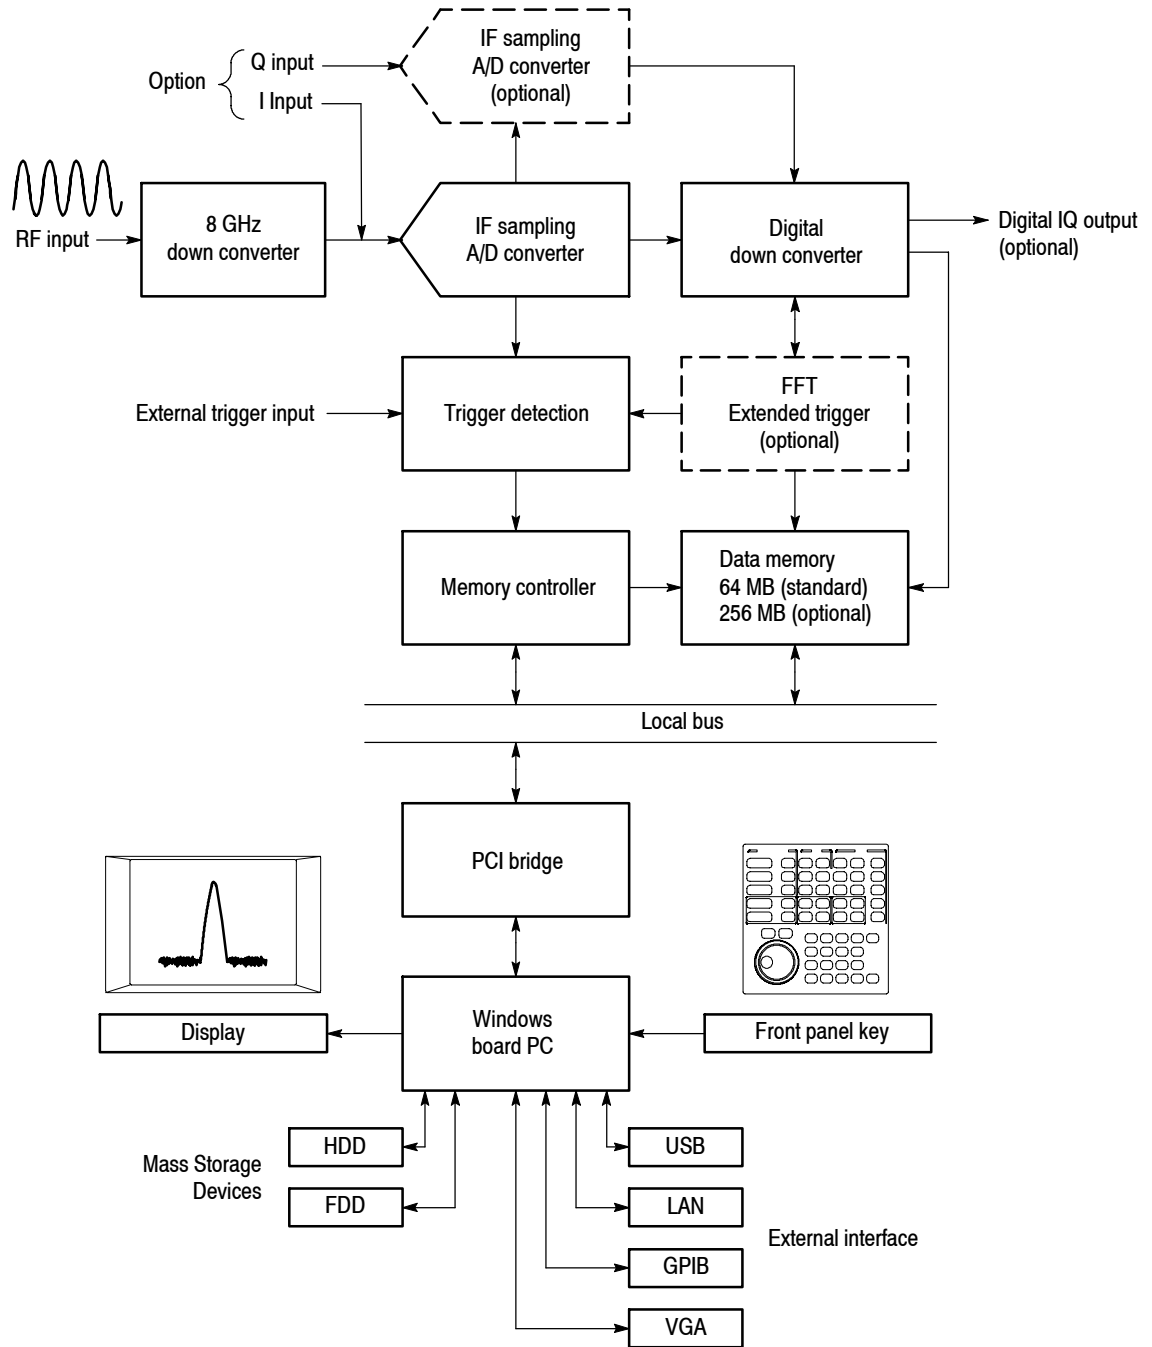 IF sampling
A/D converter
(optional)
Q input
Option
I Input
RF input
8 GHz
down converter
IF sampling
A/D converter
Digital
down converter
Digital IQ output
(optional)
External trigger input
Trigger detection
FFT
Extended trigger
(optional)
Memory controller
Data memory
64 MB (standard)
256 MB (optional)
Local bus
PCI bridge
Display
Windows
board PC
Front panel key
Mass Storage
Devices
HDD
FDD
USB
LAN
GPIB
VGA
External interface